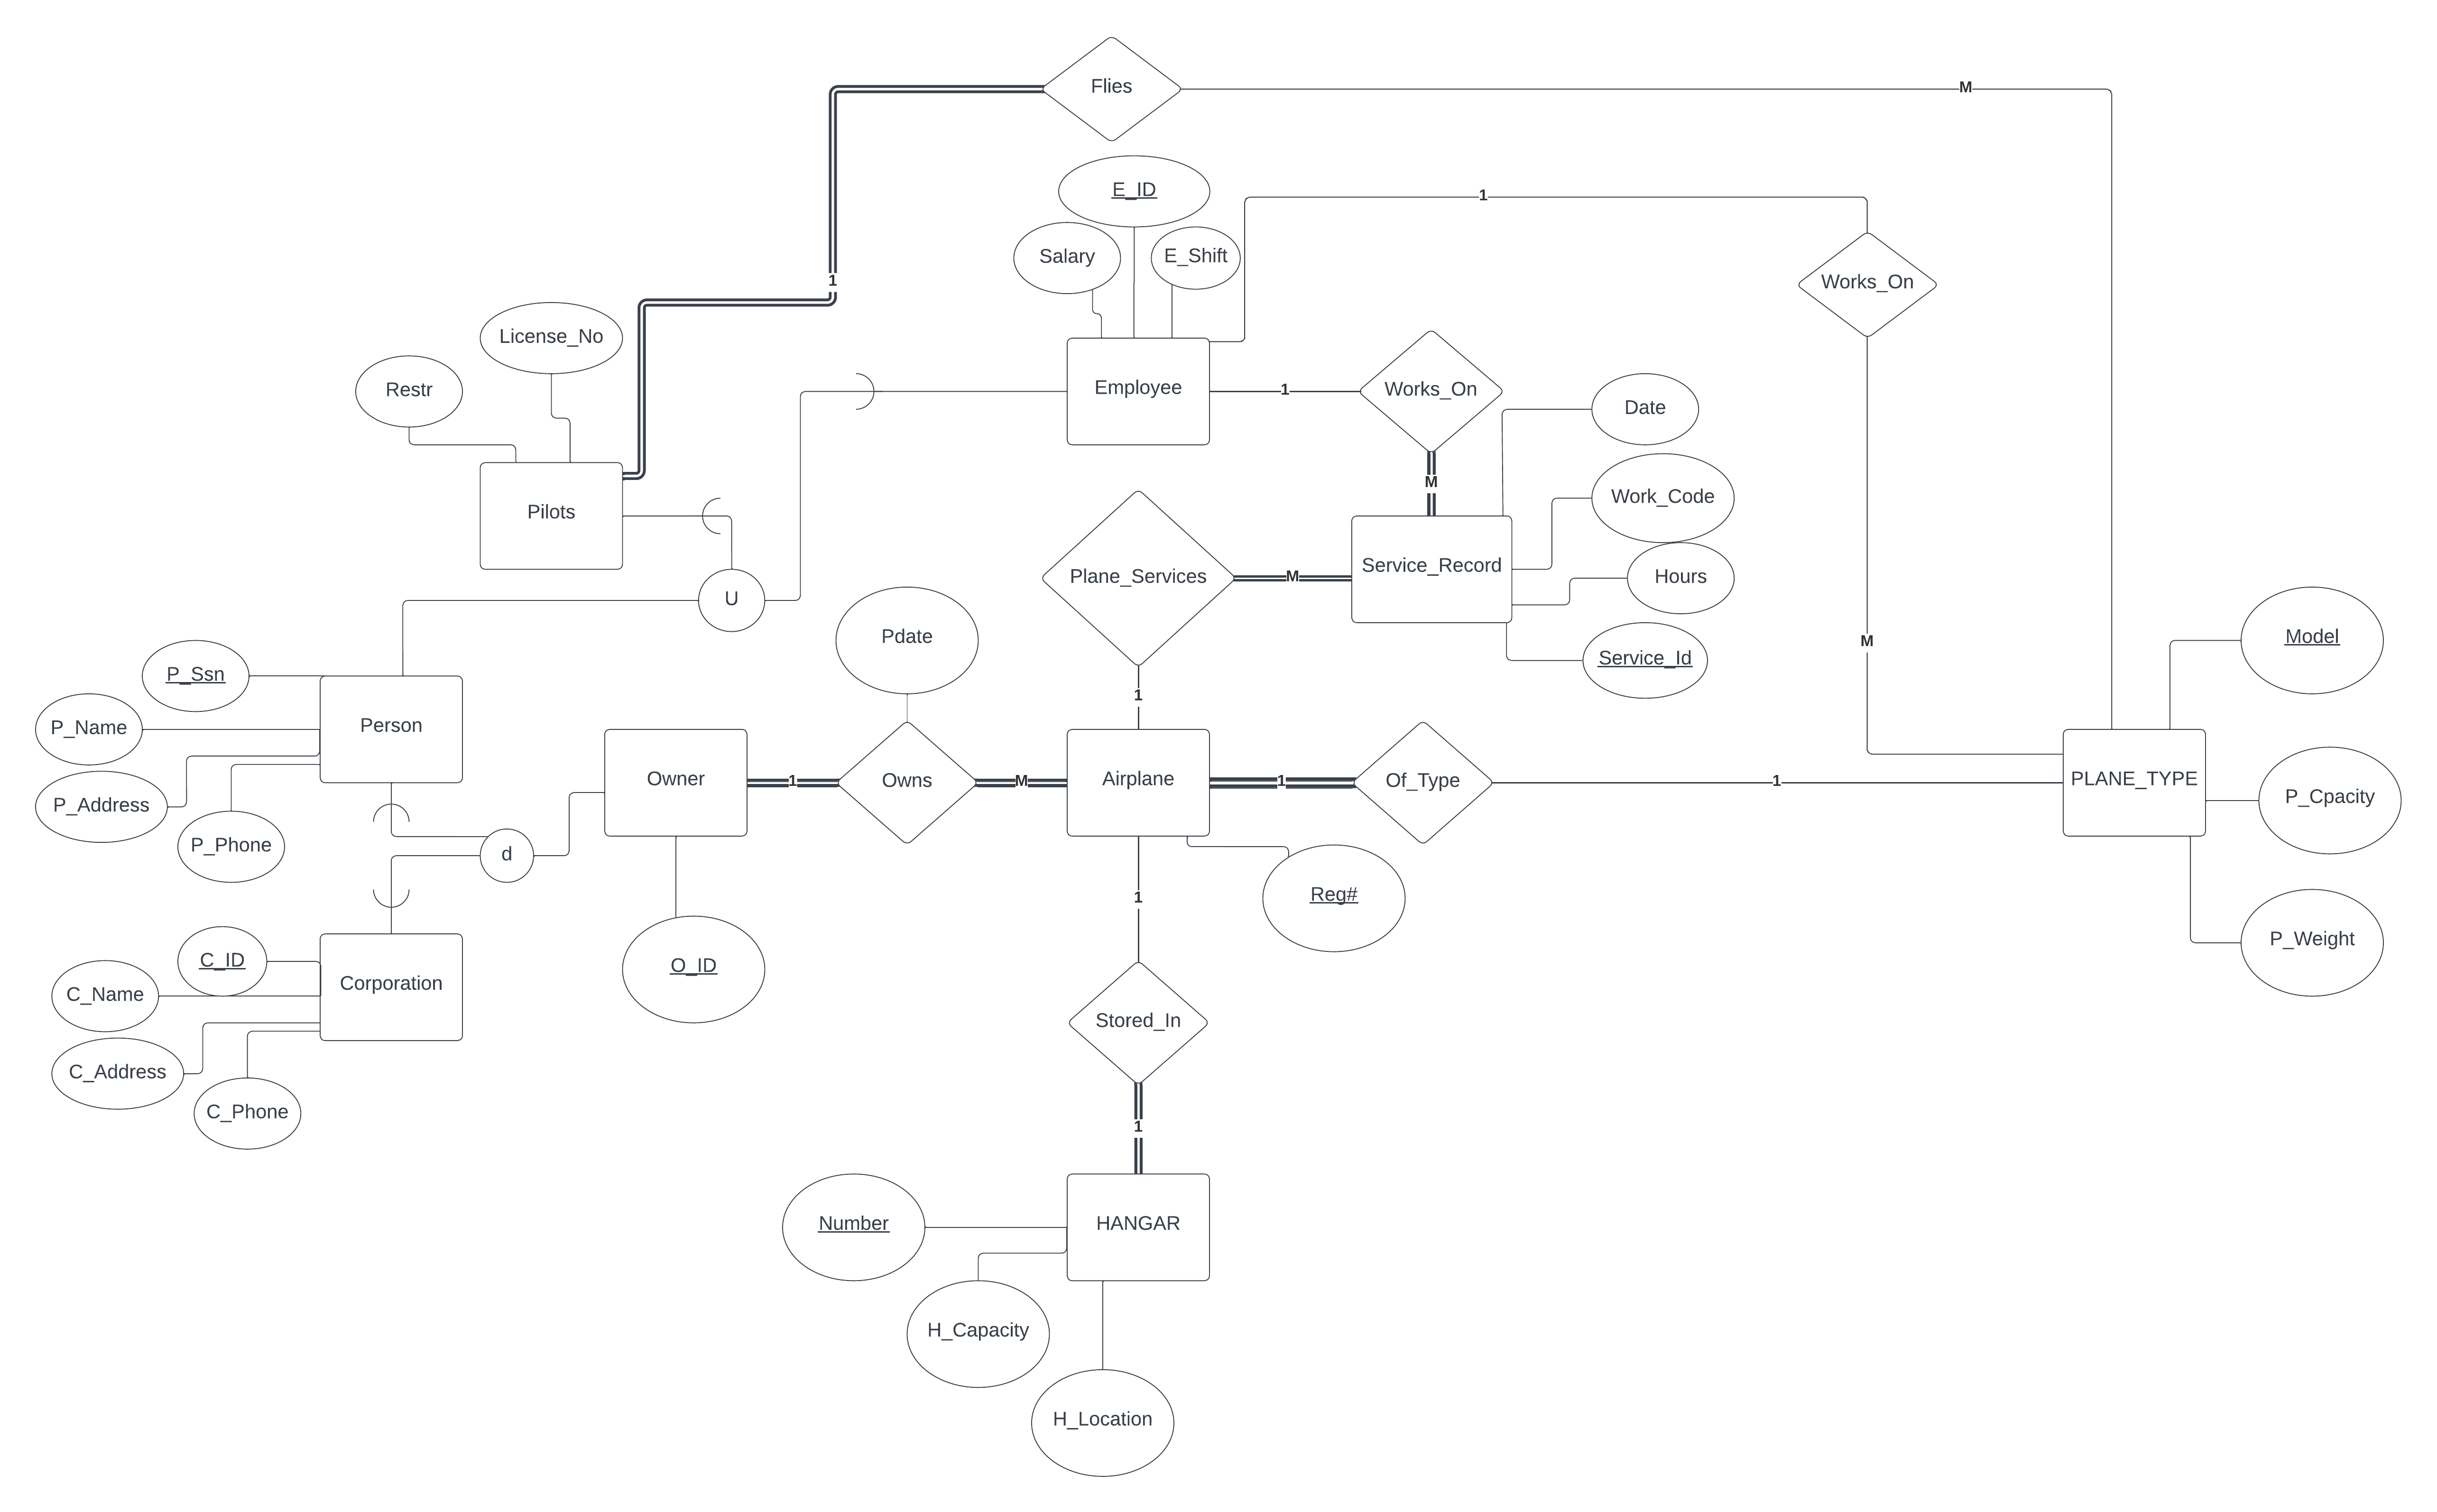 Flies
M
E_ID
1
Salary
E_Shift
Works_On
1
License_No
Restr
Employee
1
Works_On
Date
M
Work_Code
Pilots
Service_Record
Plane_Services
M
Hours
U
Pdate
M
Model
Service_Id
P_Ssn
1
P_Name
Person
Owner
1
Owns
M
Airplane
1
Of_Type
1
PLANE_TYPE
P_Cpacity
P_Address
P_Phone
d
Reg#
1
P_Weight
C_ID
O_ID
Corporation
C_Name
Stored_In
C_Address
C_Phone
1
Number
HANGAR
H_Capacity
H_Location